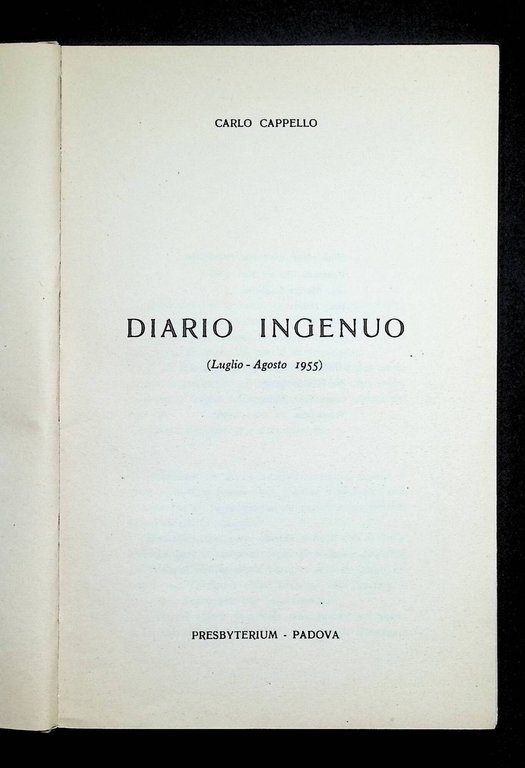 CARLO CAPPELLO
DIARIO INGENUO
(Luglio - Agosto 1955)
PRESBYTERIUM - PADOVA